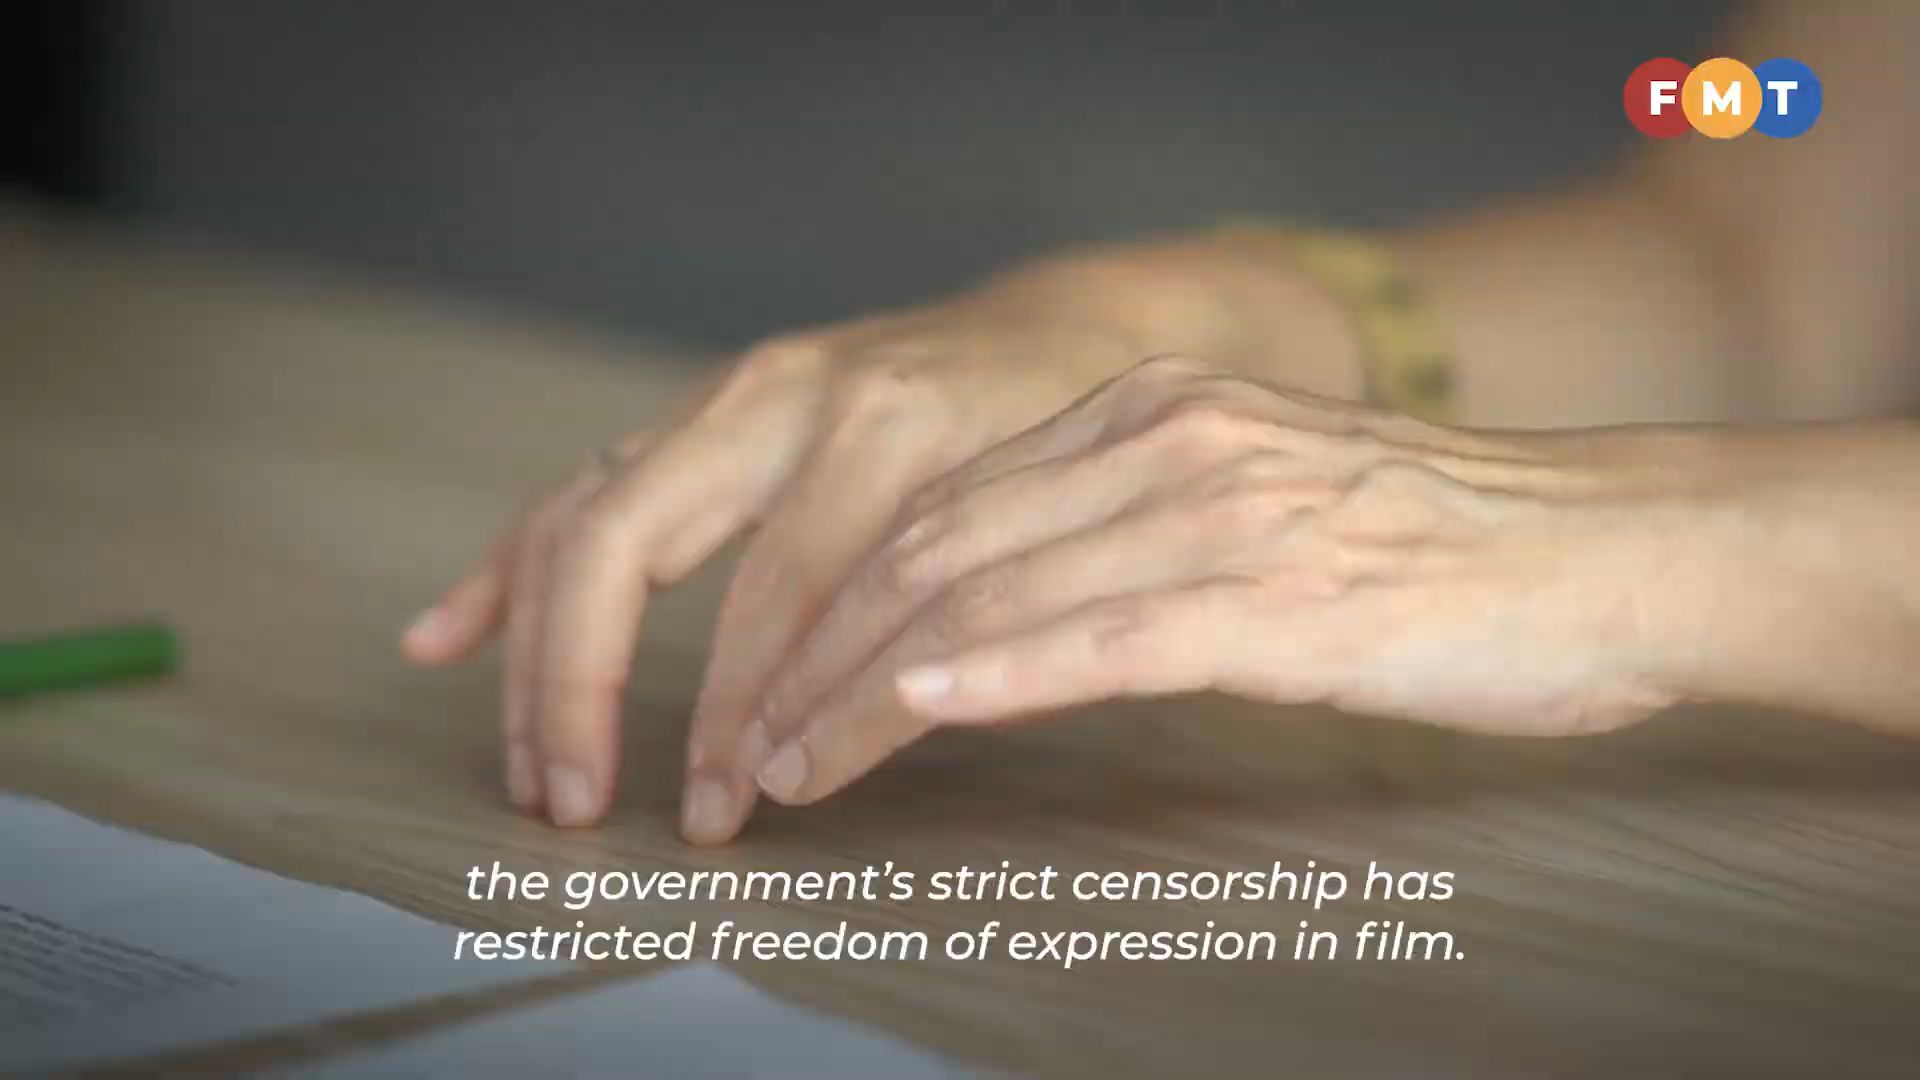 FMT
the government’s strict censorship has
restricted freedom of expression in film.